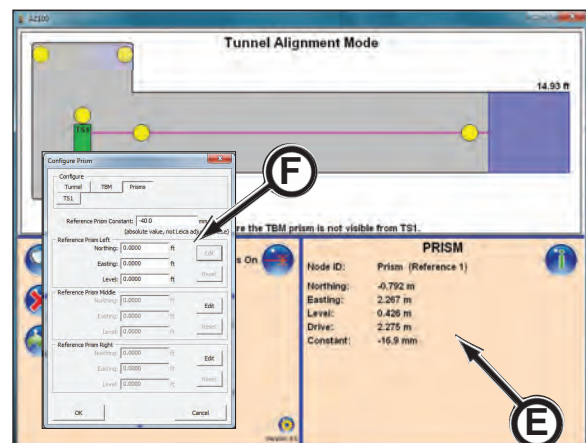 AZ100
Tunnel Alignment Mode
14.93 ft
TS1
Configure Prism
Configure
Tunnel TBM Prisms
TS1
Reference Prism Constant: -40.0
(absolute value, not Leica
F
re the TBM prism is not visible from TS1.
Reference Prism Left
Northing: 0.0000 ft Edit
Easting: 0.0000 ft
Level: 0.0000 ft Reset
Reference Prism Middle
Northing: 0.0000 ft Edit
Easting: 0.0000 ft
Level: 0.0000 ft Reset
Reference Prism Right
Northing: 0.0000 ft Edit
Easting: 0.0000 ft
Level: 0.0000 ft Reset
OK Cancel
s On
PRISM
Node ID: Prism (Reference 1)
Northing: -0.792 m
Easting: 2.267 m
Level: 0.426 m
Drive: 2.275 m
Constant: -16.9 mm
E